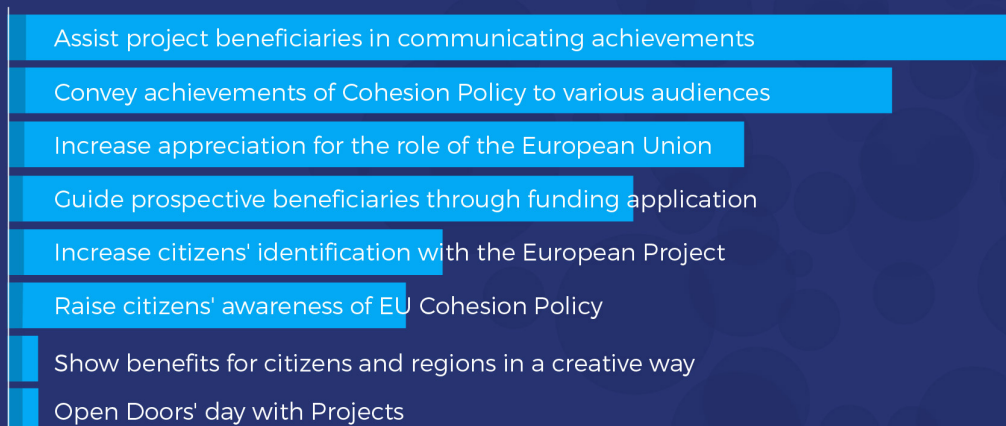 Assist project beneficiaries in communicating achievements
Convey achievements of Cohesion Policy to various audiences
Increase appreciation for the role of the European Union
Guide prospective beneficiaries through funding application
Increase citizens' identification with the European Project
Raise citizens' awareness of EU Cohesion Policy
Show benefits for citizens and regions in a creative way
Open Doors' day with Projects